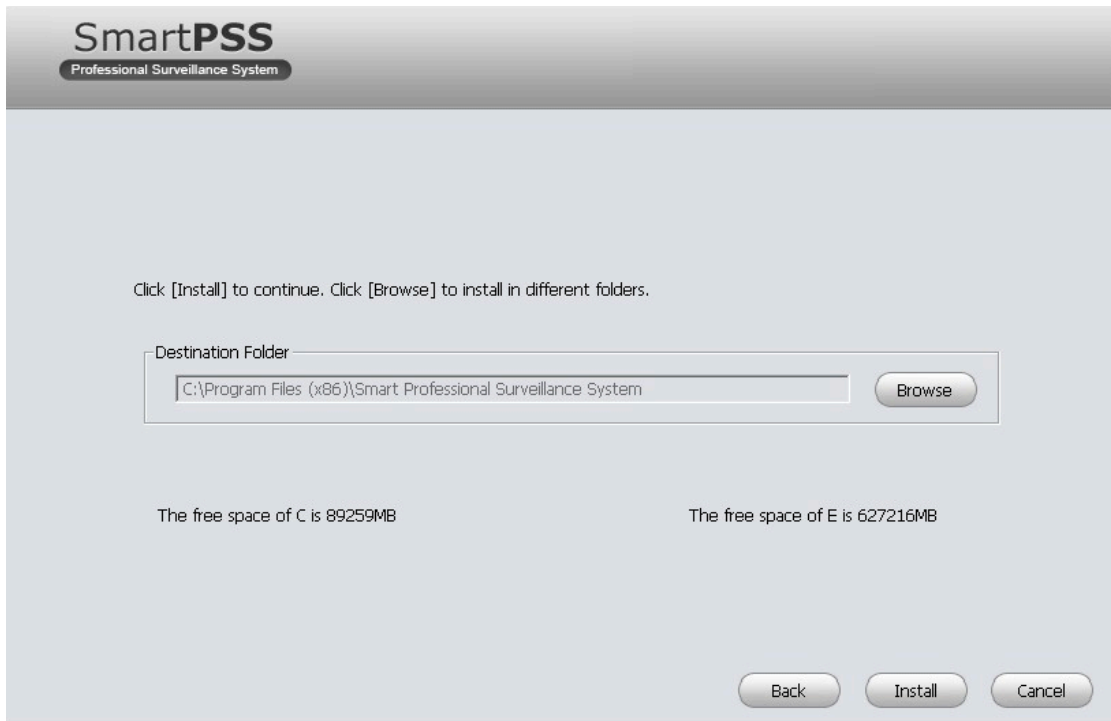 SmartPSS
Professional Surveillance System
Click [Install] to continue. Click [Browse] to install in different folders.
Destination Folder
C:\Program Files (x86)\Smart Professional Surveillance System
Browse
The free space of C is 89259MB
The free space of E is 627216MB
Back
Install
Cancel